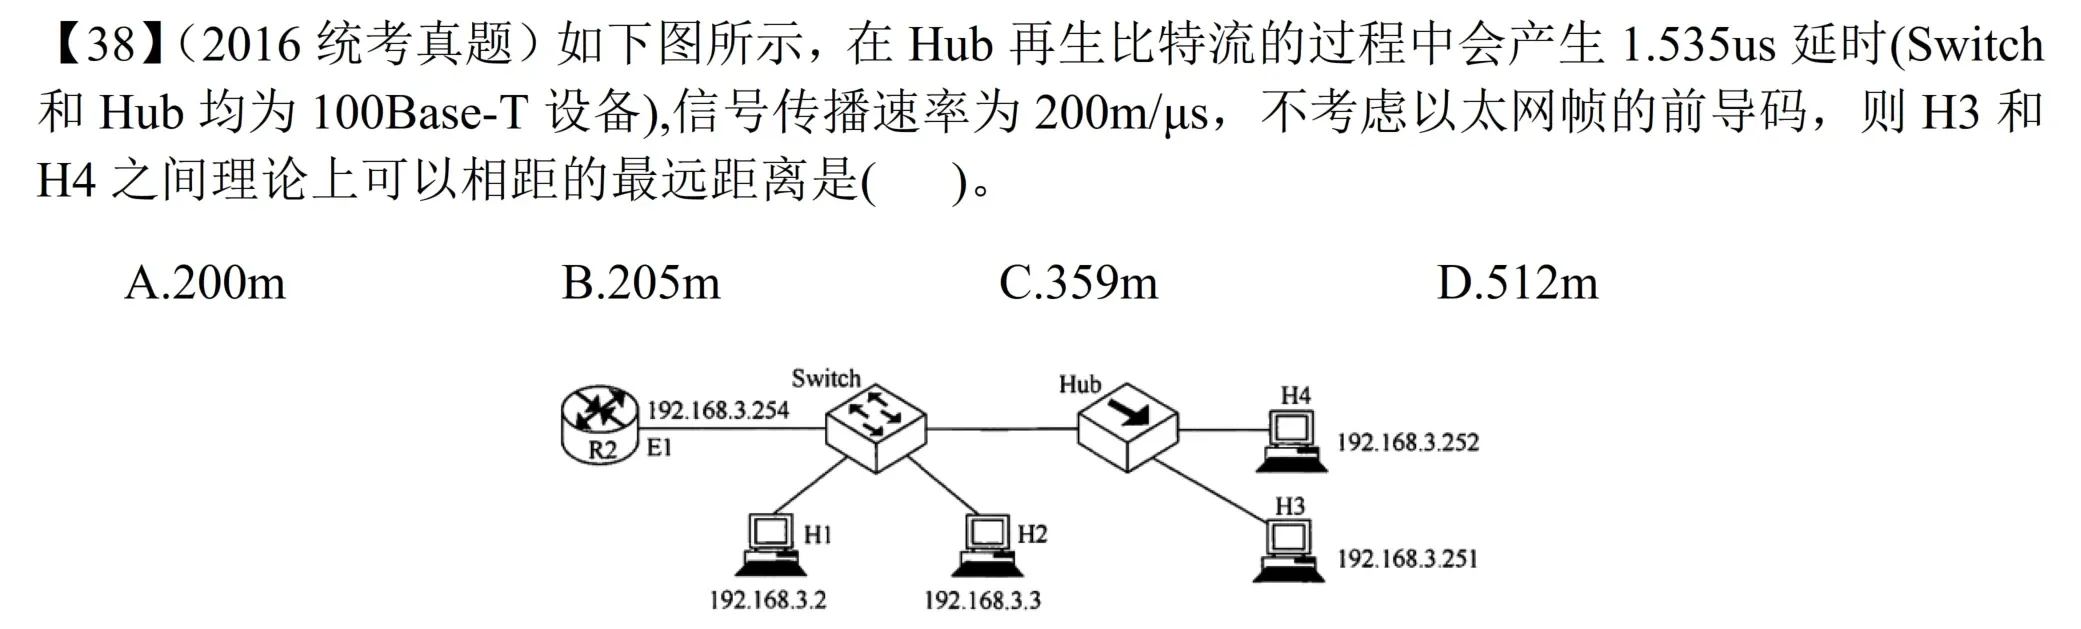 【38】(2016 统考真题) 如下图所示，在 Hub 再生比特流的过程中会产生 1.535us 延时(Switch
和 Hub 均为 100Base-T 设备),信号传播速率为 200m/μs，不考虑以太网帧的前导码，则 H3 和
H4 之间理论上可以相距的最远距离是(   )。
A.200m B.205m C.359m D.512m
Switch
Hub
H4
192.168.3.254
R2
E1
192.168.3.252
H3
H1
H2
192.168.3.251
192.168.3.2
192.168.3.3